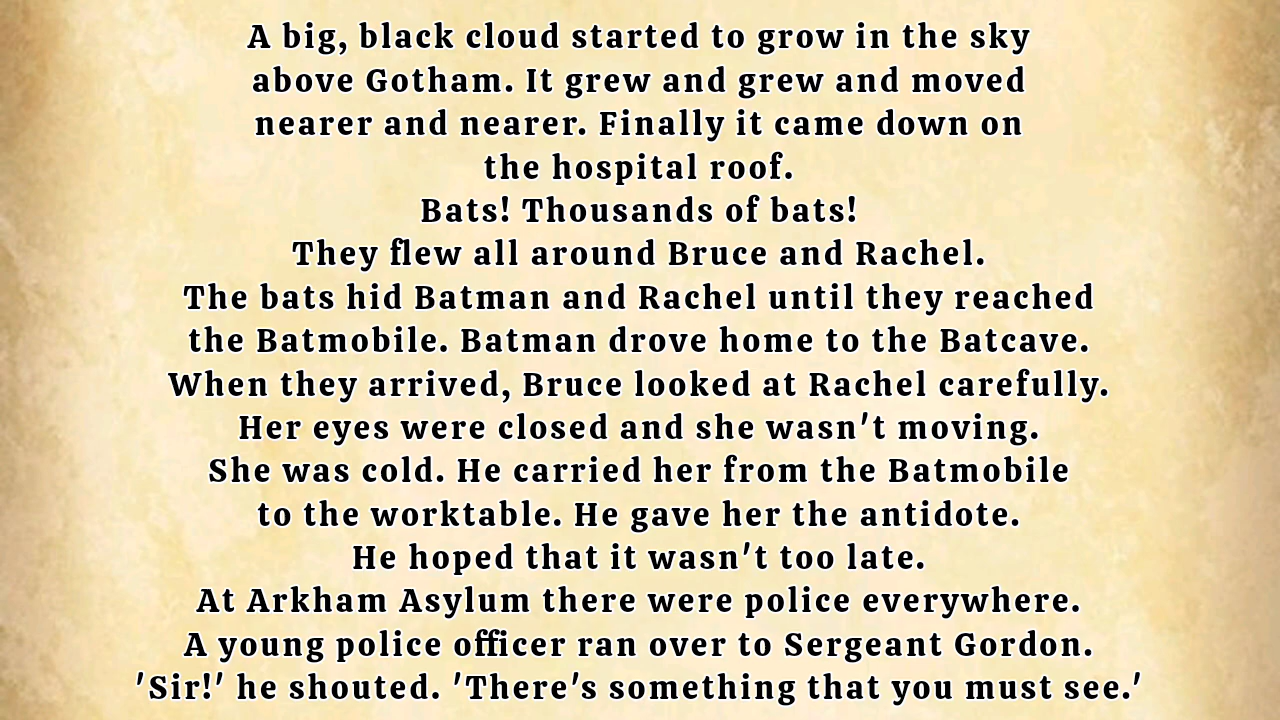 A big, black cloud started to grow in the sky
above Gotham. It grew and grew and moved
nearer and nearer. Finally it came down on
the hospital roof.
Bats! Thousands of bats!
They flew all around Bruce and Rachel.
The bats hid Batman and Rachel until they reached
the Batmobile. Batman drove home to the Batcave.
When they arrived, Bruce looked at Rachel carefully.
Her eyes were closed and she wasn't moving.
She was cold. He carried her from the Batmobile
to the worktable. He gave her the antidote.
He hoped that it wasn't too late.
At Arkham Asylum there were police everywhere.
A young police officer ran over to Sergeant Gordon.
'Sir!' he shouted. 'There's something that you must see.'